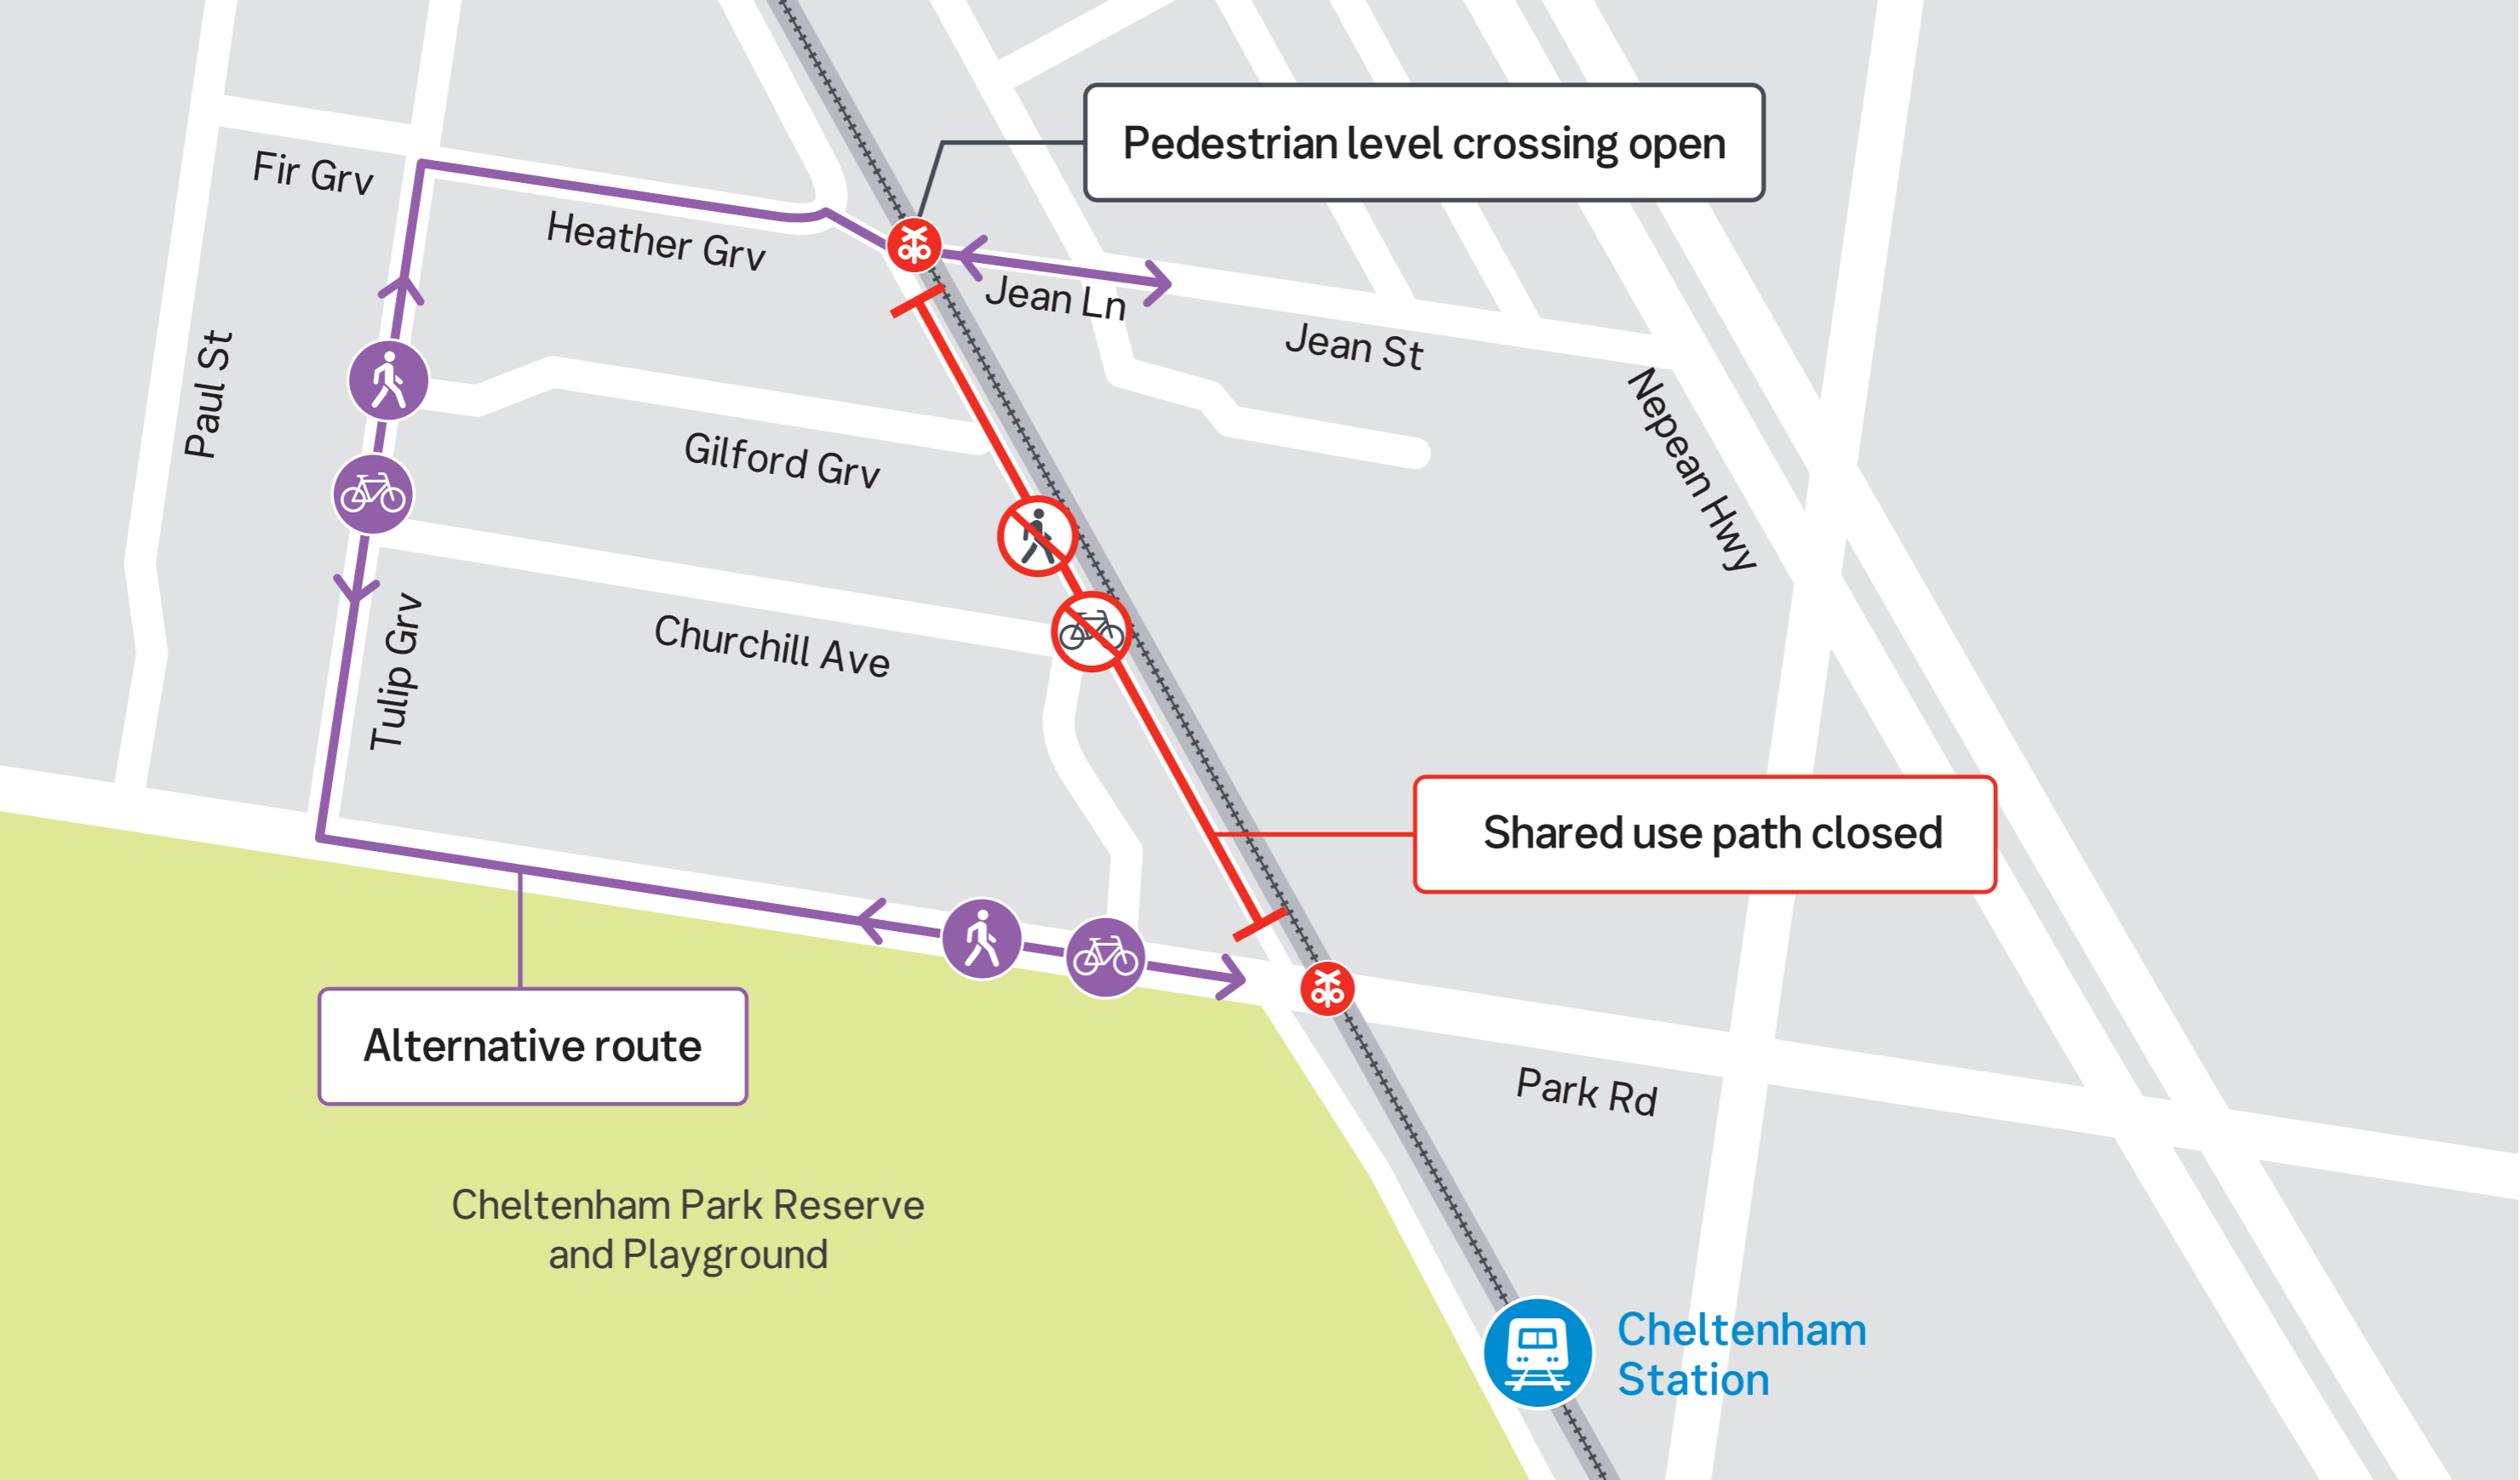 Pedestrian level crossing open
Fir Grv
Heather Grv
Jean Ln
Jean St
Paul St
Gilford Grv
Nepean Hwy
Churchill Ave
Tulip Grv
Shared use path closed
Alternative route
Park Rd
Cheltenham Park Reserve
and Playground
Cheltenham
Station